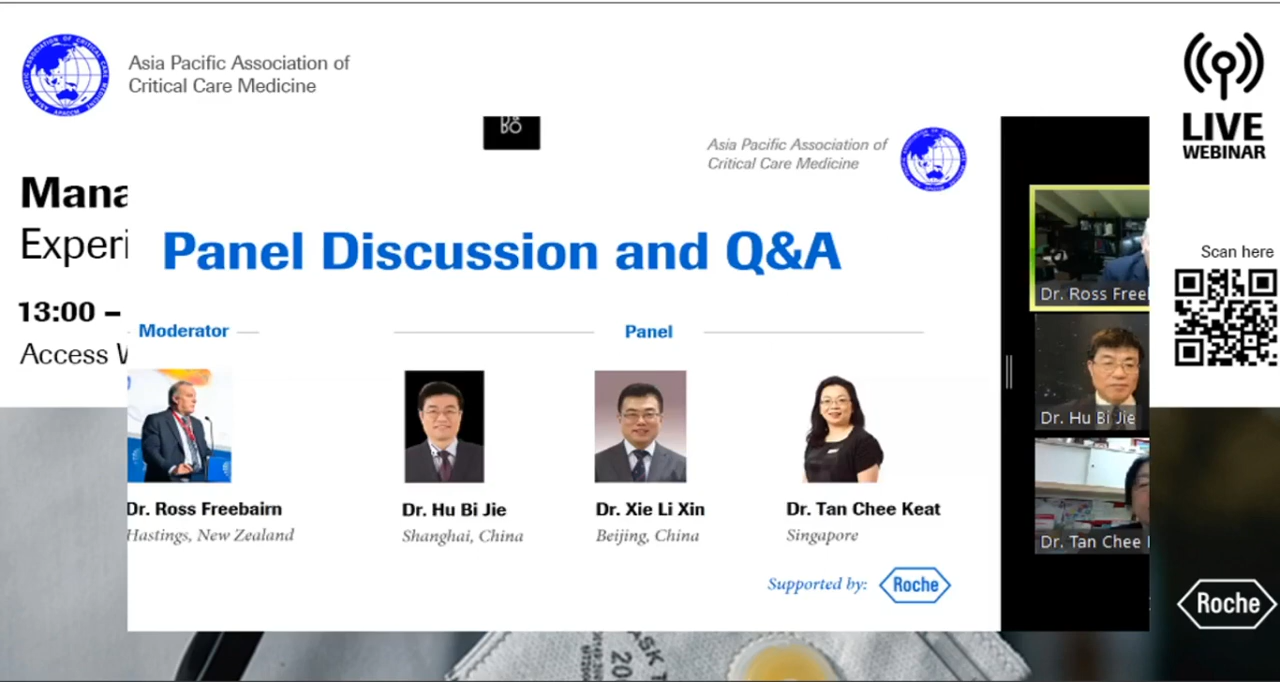 Asia Pacific Association of
Critical Care Medicine
LIVE
WEBINAR
Asia Pacific Association of
Critical Care Medicine
Mana
Experi
13:00 –
Access
Panel Discussion and Q&A
Moderator
Panel
Dr. Ross Freebairn
Hastings, New Zealand
Dr. Hu Bi Jie
Shanghai, China
Dr. Xie Li Xin
Beijing, China
Dr. Tan Chee Keat
Singapore
Supported by: Roche
Dr. Ross Free
Dr. Hu Bi Jie
Dr. Tan Chee
Scan here
Roche